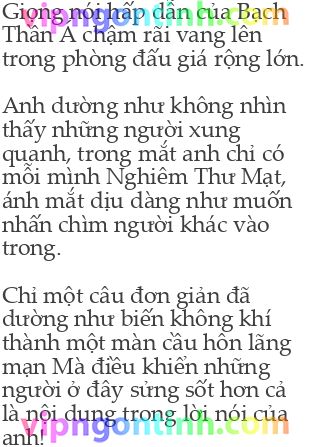 vipngontinh.com
Giọng nói hấp dẫn của Bạch
Thần A chậm rãi vang lên
trong phòng đấu giá rộng lớn.
Anh dường như không nhìn
thấy những người xung
quanh, trong mắt anh chỉ có
mỗi mình Nghiêm Thư Mạt,
ánh mắt dịu dàng như muốn
nhấn chìm người khác vào
trong.
Chỉ một câu đơn giản đã
dường như biến không khí
thành một màn cầu hôn lãng
mạn Mà điều khiển những
người ở đây sửng sốt hơn cả
là nội dung trong lời nói của
anh!
vipngontinh.com